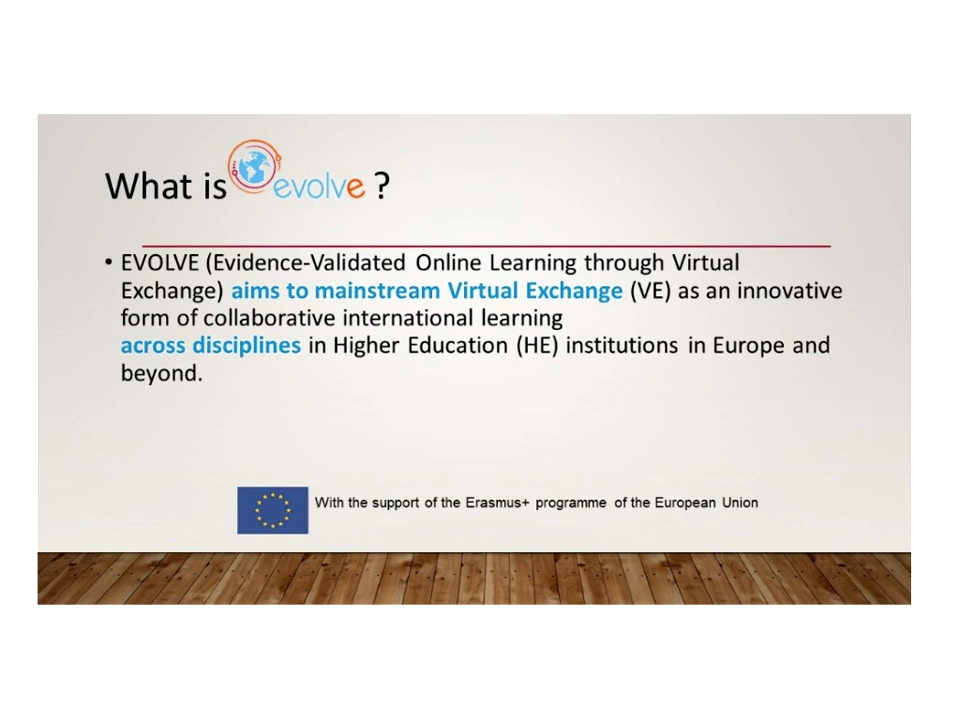 What is evolve ?
• EVOLVE (Evidence-Validated Online Learning through Virtual
Exchange) aims to mainstream Virtual Exchange (VE) as an innovative
form of collaborative international learning
across disciplines in Higher Education (HE) institutions in Europe and
beyond.
With the support of the Erasmus+ programme of the European Union